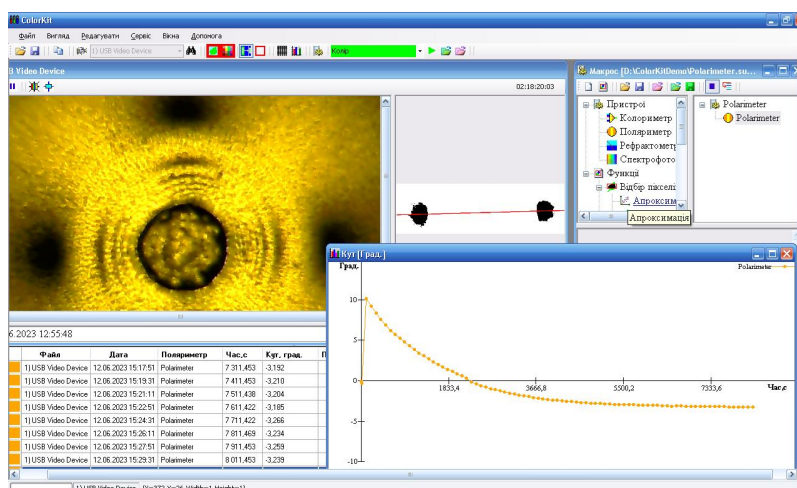 ColorKit
Файл Вигляд Редагувати Сервіс Вікна Допомога
1) USB Video Device
Колір
B Video Device
Макрос [D:\ColorKitDemo\Polarimeter.su...
02:18:20:03
Пристрої
Колориметр
Поляриметр
Рефрактомет
Спектрофото
Функції
Відбір пікселі
Апроксим
Апроксимація
Polarimeter
Polarimeter
Кут [Град.]
Град.
Polarimeter
10
5
0
-5
-10
1833,4
3666,8
5500,2
7333,6
Час,с
6.2023 12:55:48
Файл Дата Поляриметр Час,с Кут, град. П
1) USB Video Device 12.06.2023 15:17:51 Polarimeter 7 311,453 -3,192
1) USB Video Device 12.06.2023 15:19:31 Polarimeter 7 411,453 -3,210
1) USB Video Device 12.06.2023 15:21:11 Polarimeter 7 511,438 -3,204
1) USB Video Device 12.06.2023 15:22:51 Polarimeter 7 611,422 -3,185
1) USB Video Device 12.06.2023 15:24:31 Polarimeter 7 711,422 -3,266
1) USB Video Device 12.06.2023 15:26:11 Polarimeter 7 811,469 -3,234
1) USB Video Device 12.06.2023 15:27:51 Polarimeter 7 911,453 -3,259
1) USB Video Device 12.06.2023 15:29:31 Polarimeter 8 011,453 -3,239
1) USB Video Device